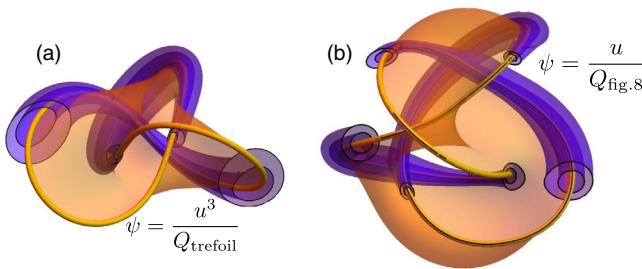 (a)
(b)
ψ = u / Q_fig.8
ψ = u^3 / Q_trefoil